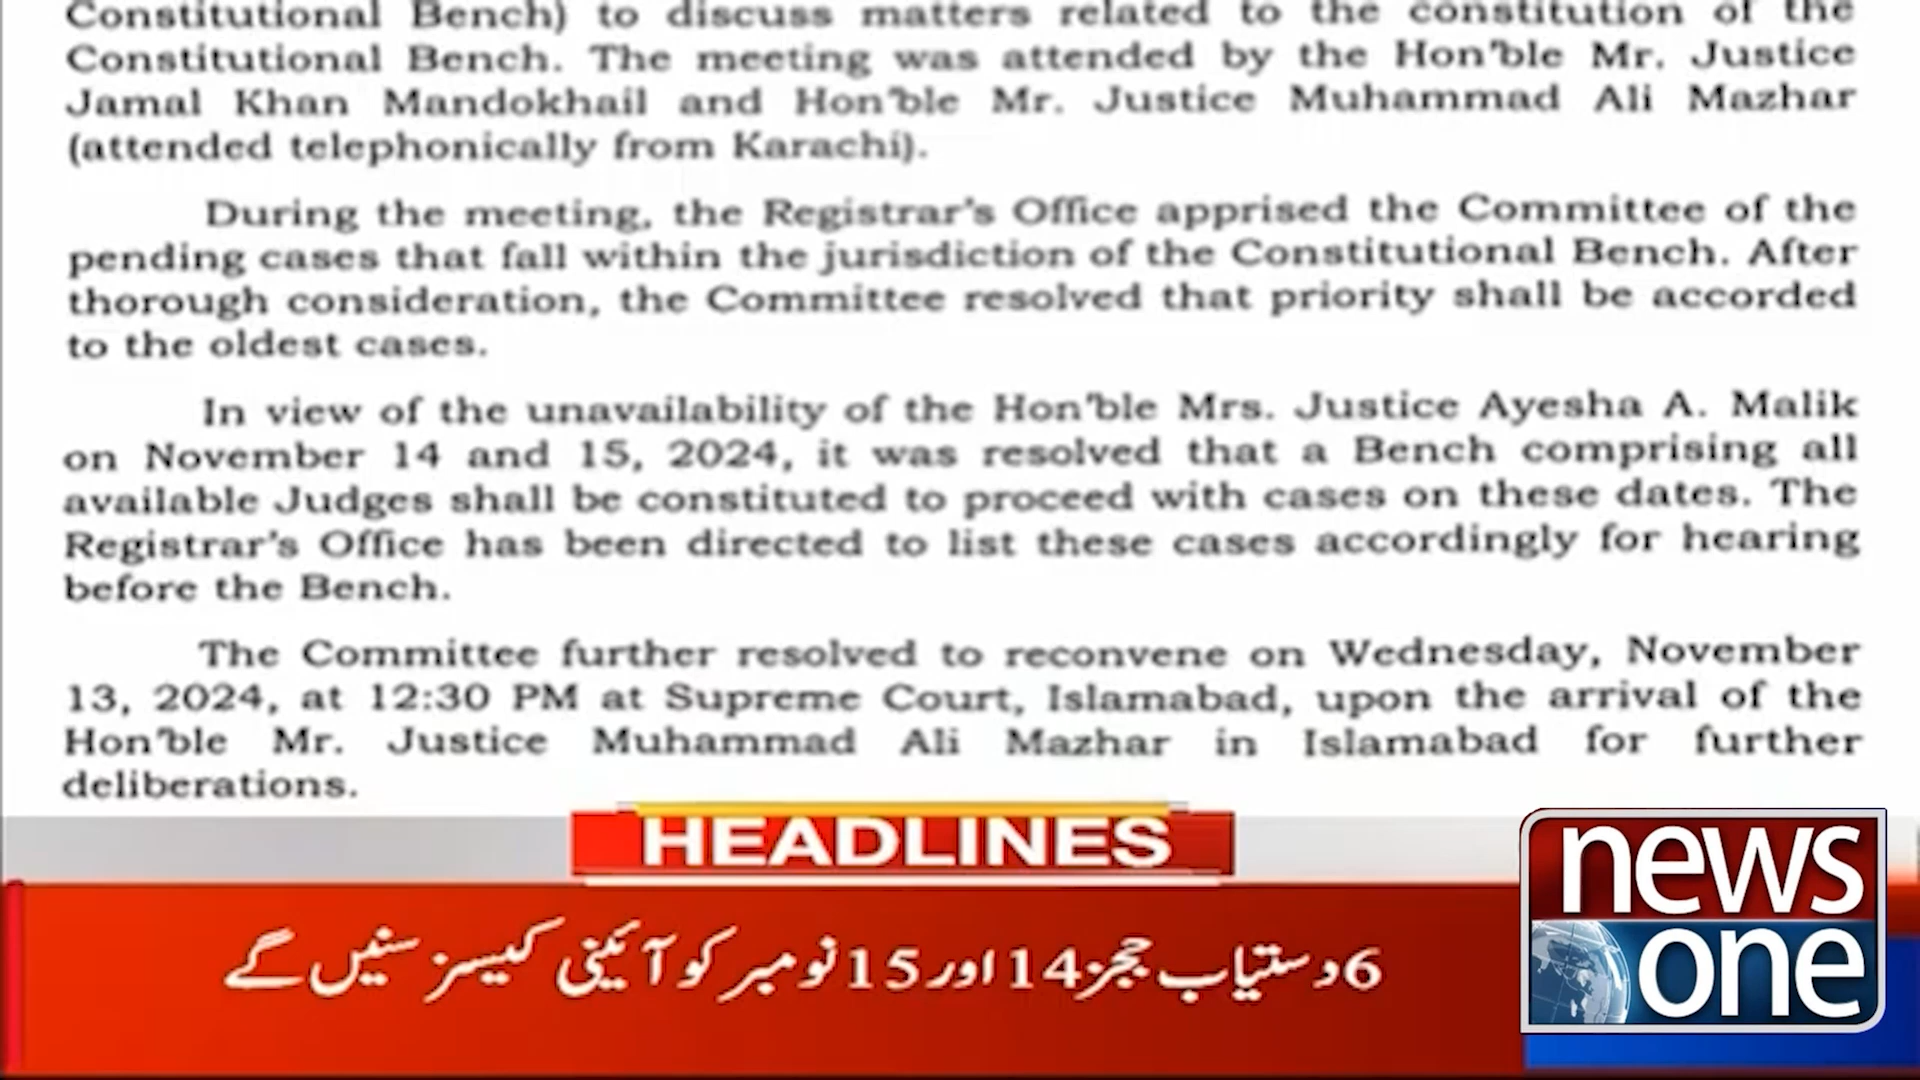 Constitutional Bench) to discuss matters related to the constitution of the
Constitutional Bench. The meeting was attended by the Hon'ble Mr. Justice
Jamal Khan Mandokhail and Hon'ble Mr. Justice Muhammad Ali Mazhar
(attended telephonically from Karachi).
During the meeting, the Registrar's Office apprised the Committee of the
pending cases that fall within the jurisdiction of the Constitutional Bench. After
thorough consideration, the Committee resolved that priority shall be accorded
to the oldest cases.
In view of the unavailability of the Hon'ble Mrs. Justice Ayesha A. Malik
on November 14 and 15, 2024, it was resolved that a Bench comprising all
available Judges shall be constituted to proceed with cases on these dates. The
Registrar's Office has been directed to list these cases accordingly for hearing
before the Bench.
The Committee further resolved to reconvene on Wednesday, November
13, 2024, at 12:30 PM at Supreme Court, Islamabad, upon the arrival of the
Hon'ble Mr. Justice Muhammad Ali Mazhar in Islamabad for further
deliberations.
HEADLINES
6 دستیاب ججز 14 اور 15 نومبر کو آئینی کیسز سنیں گے
news
one